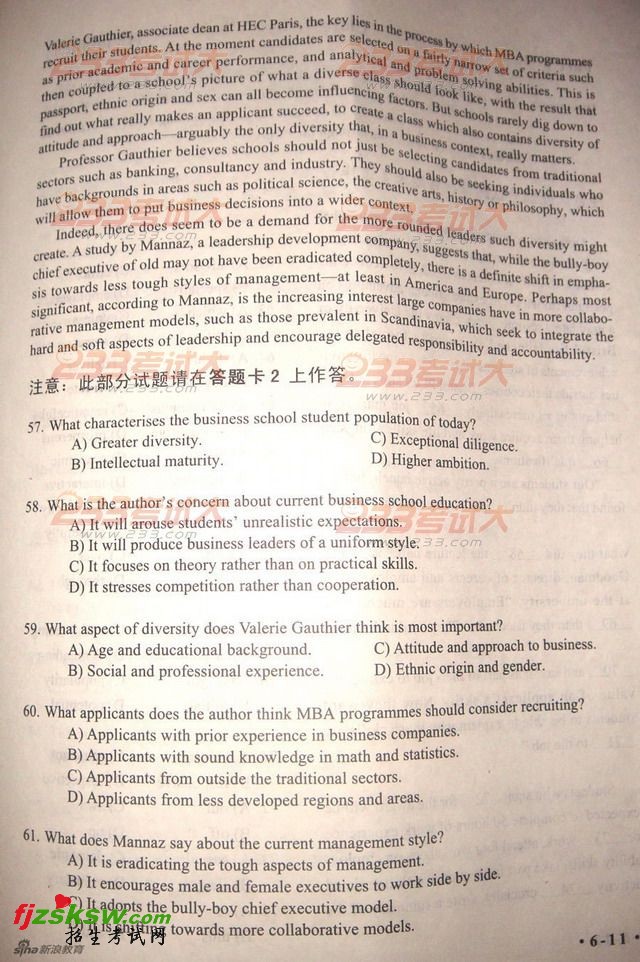 Valerie Gauthier, associate dean at HEC Paris, the key lies in the process by which MBA programmes
recruit their students. At the moment candidates are selected on a fairly narrow set of criteria such
as prior academic and career performance, and analytical and problem solving abilities. This is
then coupled to a school's picture of what a diverse class should look like, with the result that
passport, ethnic origin and sex can all become influencing factors. But schools rarely dig down to
find out what really makes an applicant succeed, to create a class which also contains diversity of
attitude and approach—arguably the only diversity that, in a business context, really matters.
Professor Gauthier believes schools should not just be selecting candidates from traditional
sectors such as banking, consultancy and industry. They should also be seeking individuals who
have backgrounds in areas such as political science, the creative arts, history or philosophy, which
will allow them to put business decisions into a wider context.
Indeed, there does seem to be a demand for the more rounded leaders such diversity might
create. A study by Mannaz, a leadership development company, suggests that, while the bully-boy
chief executive of old may not have been eradicated completely, there is a definite shift in empha-
sis towards less tough styles of management—at least in America and Europe. Perhaps most
significant, according to Mannaz, is the increasing interest large companies have in more collabo-
rative management models, such as those prevalent in Scandinavia, which seek to integrate the
hard and soft aspects of leadership and encourage delegated responsibility and accountability.
注意：此部分试题请在答题卡 2 上作答。
57. What characterises the business school student population of today?
A) Greater diversity. C) Exceptional diligence.
B) Intellectual maturity. D) Higher ambition.
58. What is the author's concern about current business school education?
A) It will arouse students' unrealistic expectations.
B) It will produce business leaders of a uniform style.
C) It focuses on theory rather than on practical skills.
D) It stresses competition rather than cooperation.
59. What aspect of diversity does Valerie Gauthier think is most important?
A) Age and educational background. C) Attitude and approach to business.
B) Social and professional experience. D) Ethnic origin and gender.
60. What applicants does the author think MBA programmes should consider recruiting?
A) Applicants with prior experience in business companies.
B) Applicants with sound knowledge in math and statistics.
C) Applicants from outside the traditional sectors.
D) Applicants from less developed regions and areas.
61. What does Mannaz say about the current management style?
A) It is eradicating the tough aspects of management.
B) It encourages male and female executives to work side by side.
C) It adopts the bully-boy chief executive model.
D) It is shifting towards more collaborative models.
fjzsksw.com
招生考试网
sina新浪教育
·6-11·
233考试大
www.233.com